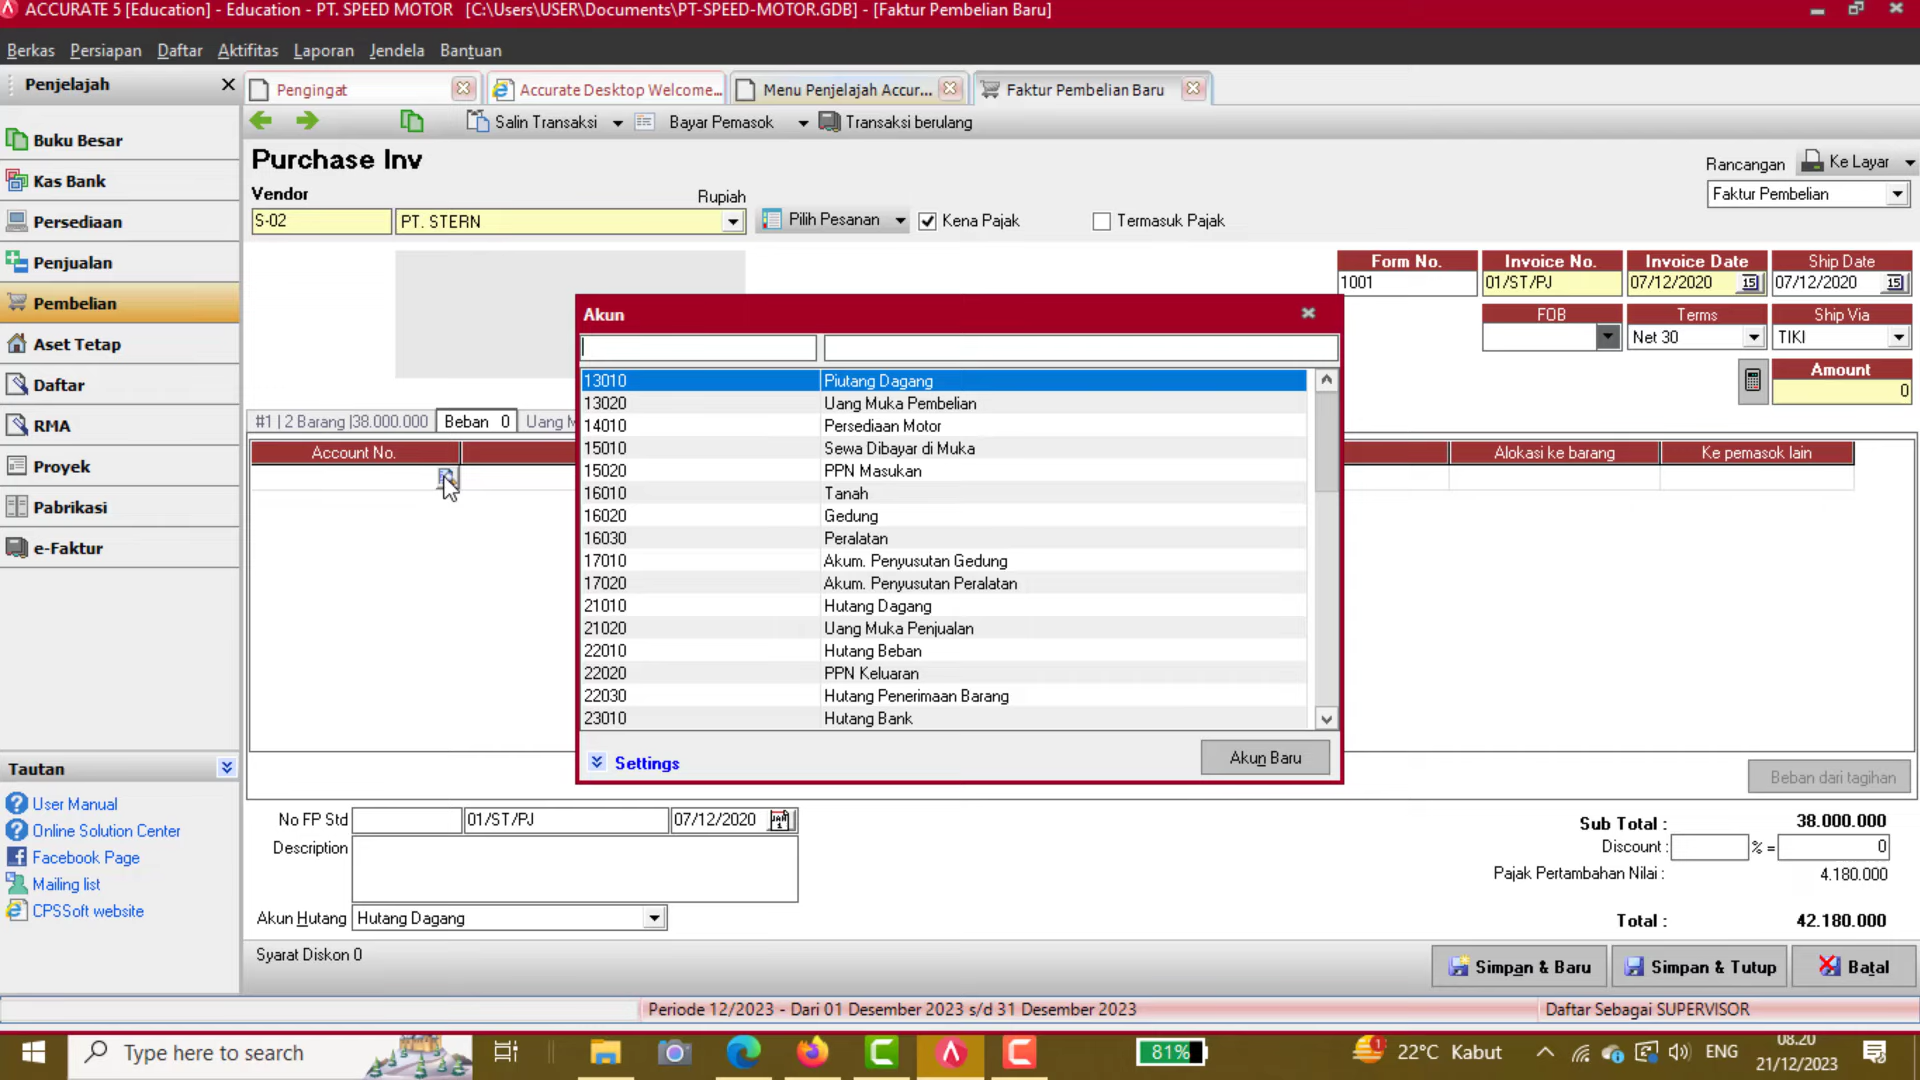 ACCURATE 5 [Education] - Education - PT. SPEED MOTOR [C:\Users\USER\Documents\PT-SPEED-MOTOR.GDB] - [Faktur Pembelian Baru]
Berkas Persiapan Daftar Aktifitas Laporan Jendela Bantuan
Penjelajah
Pengingat
Accurate Desktop Welcome...
Menu Penjelajah Accur...
Faktur Pembelian Baru
Salin Transaksi
Bayar Pemasok
Transaksi berulang
Buku Besar
Kas Bank
Persediaan
Penjualan
Pembelian
Aset Tetap
Daftar
RMA
Proyek
Pabrikasi
e-Faktur
Purchase Inv
Rancangan
Ke Layar
Faktur Pembelian
Vendor
Rupiah
S-02
PT. STERN
Pilih Pesanan
Kena Pajak
Termasuk Pajak
Form No. Invoice No. Invoice Date Ship Date
1001 01/ST/PJ 07/12/2020 15 07/12/2020 15
FOB Terms Ship Via
Net 30 TIKI
Amount
0
#1 | 2 Barang |38.000.000
Beban 0
Uang M
Account No.
Alokasi ke barang
Ke pemasok lain
Akun
13010 Piutang Dagang
13020 Uang Muka Pembelian
14010 Persediaan Motor
15010 Sewa Dibayar di Muka
15020 PPN Masukan
16010 Tanah
16020 Gedung
16030 Peralatan
17010 Akum. Penyusutan Gedung
17020 Akum. Penyusutan Peralatan
21010 Hutang Dagang
21020 Uang Muka Penjualan
22010 Hutang Beban
22020 PPN Keluaran
22030 Hutang Penerimaan Barang
23010 Hutang Bank
Settings
Akun Baru
Beban dari tagihan
Tautan
User Manual
Online Solution Center
Facebook Page
Mailing list
CPSSoft website
No FP Std 01/ST/PJ 07/12/2020
Description
Akun Hutang Hutang Dagang
Sub Total : 38.000.000
Discount : % = 0
Pajak Pertambahan Nilai : 4.180.000
Total : 42.180.000
Syarat Diskon 0
Simpan & Baru
Simpan & Tutup
Batal
Periode 12/2023 - Dari 01 Desember 2023 s/d 31 Desember 2023
Daftar Sebagai SUPERVISOR
Type here to search
81%
22°C Kabut
ENG
08.20
21/12/2023